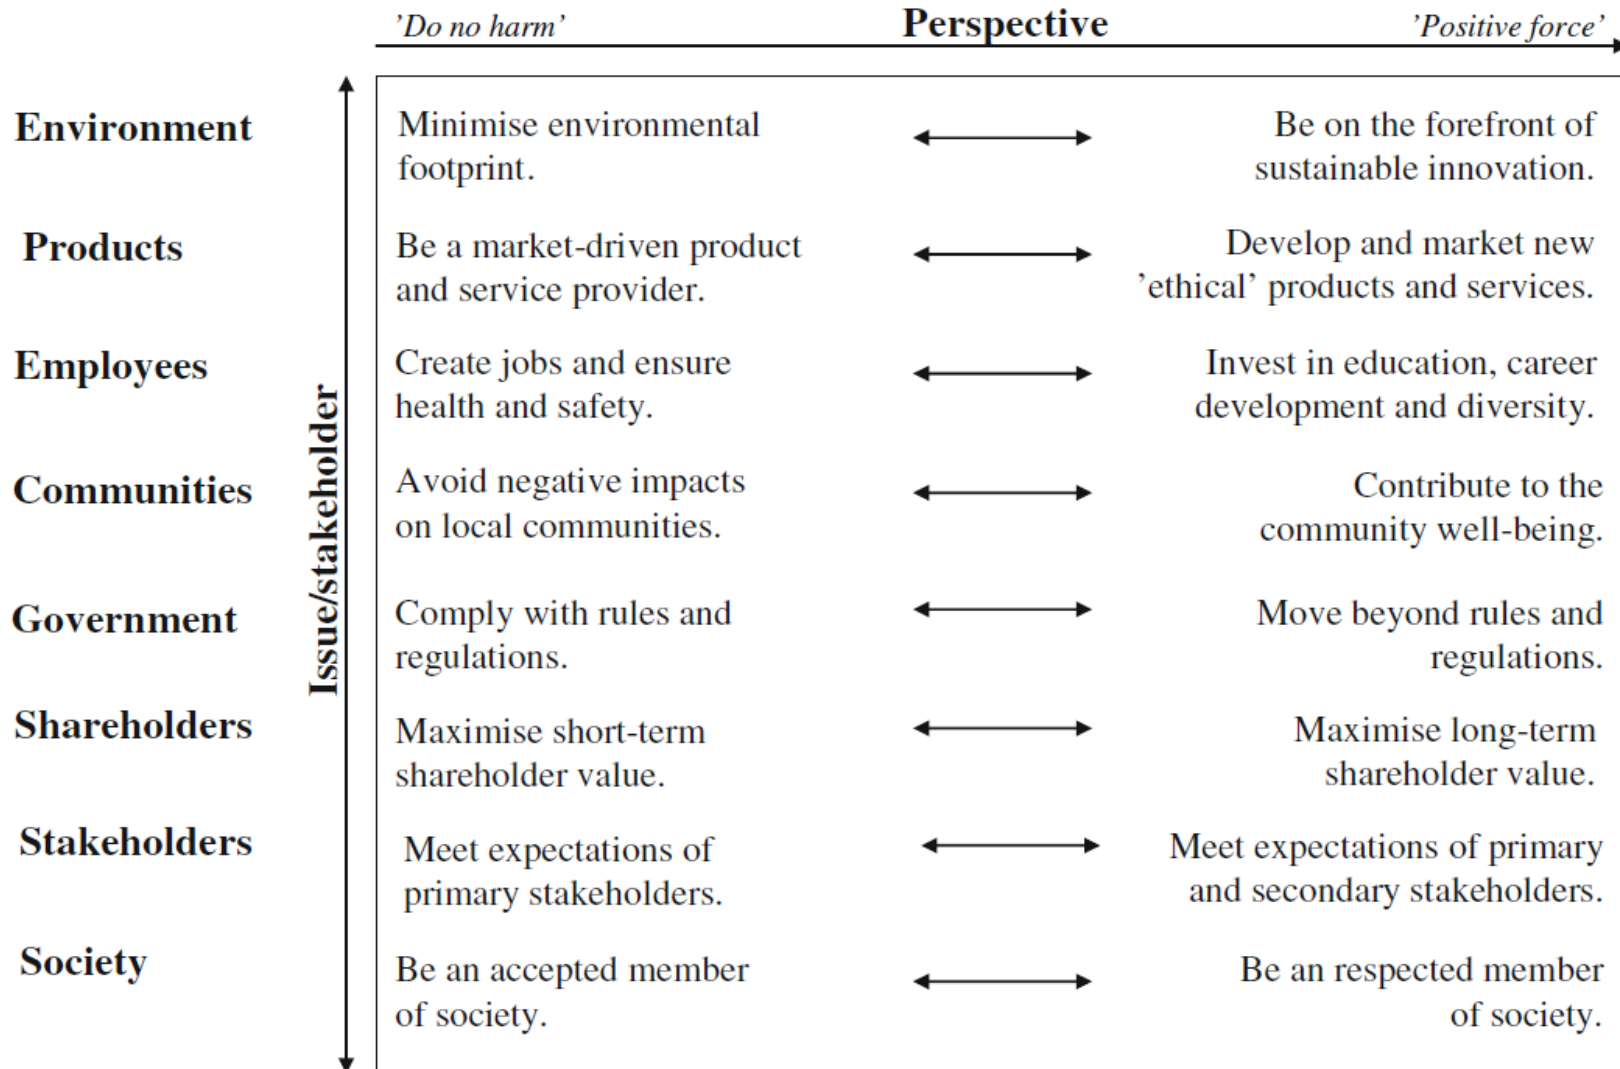 ’Do no harm’ Perspective ’Positive force’
Issue/stakeholder
Environment
Minimise environmental
footprint.
Be on the forefront of
sustainable innovation.
Products
Be a market-driven product
and service provider.
Develop and market new
’ethical’ products and services.
Employees
Create jobs and ensure
health and safety.
Invest in education, career
development and diversity.
Communities
Avoid negative impacts
on local communities.
Contribute to the
community well-being.
Government
Comply with rules and
regulations.
Move beyond rules and
regulations.
Shareholders
Maximise short-term
shareholder value.
Maximise long-term
shareholder value.
Stakeholders
Meet expectations of
primary stakeholders.
Meet expectations of primary
and secondary stakeholders.
Society
Be an accepted member
of society.
Be an respected member
of society.